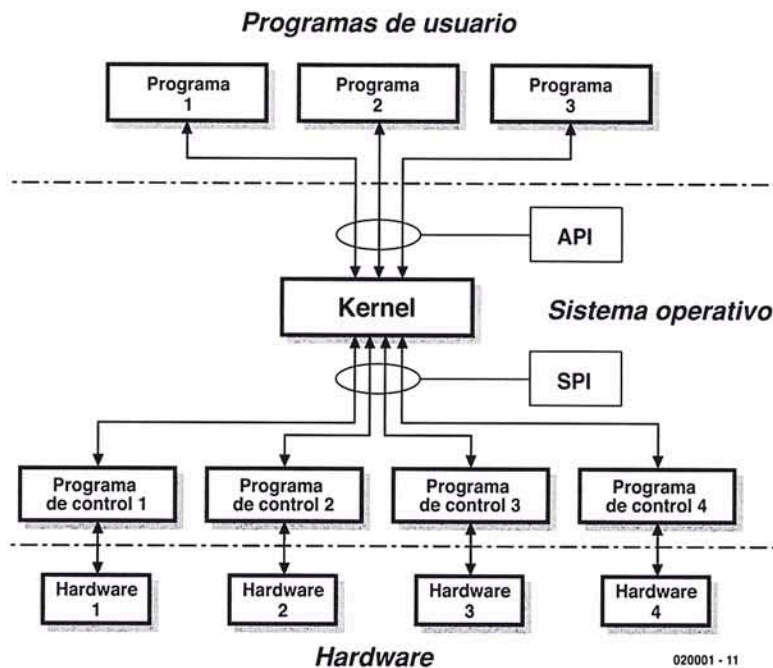 Programas de usuario
Programa
1
Programa
2
Programa
3
API
Kernel
Sistema operativo
SPI
Programa
de control 1
Programa
de control 2
Programa
de control 3
Programa
de control 4
Hardware
1
Hardware
2
Hardware
3
Hardware
4
Hardware
020001 - 11